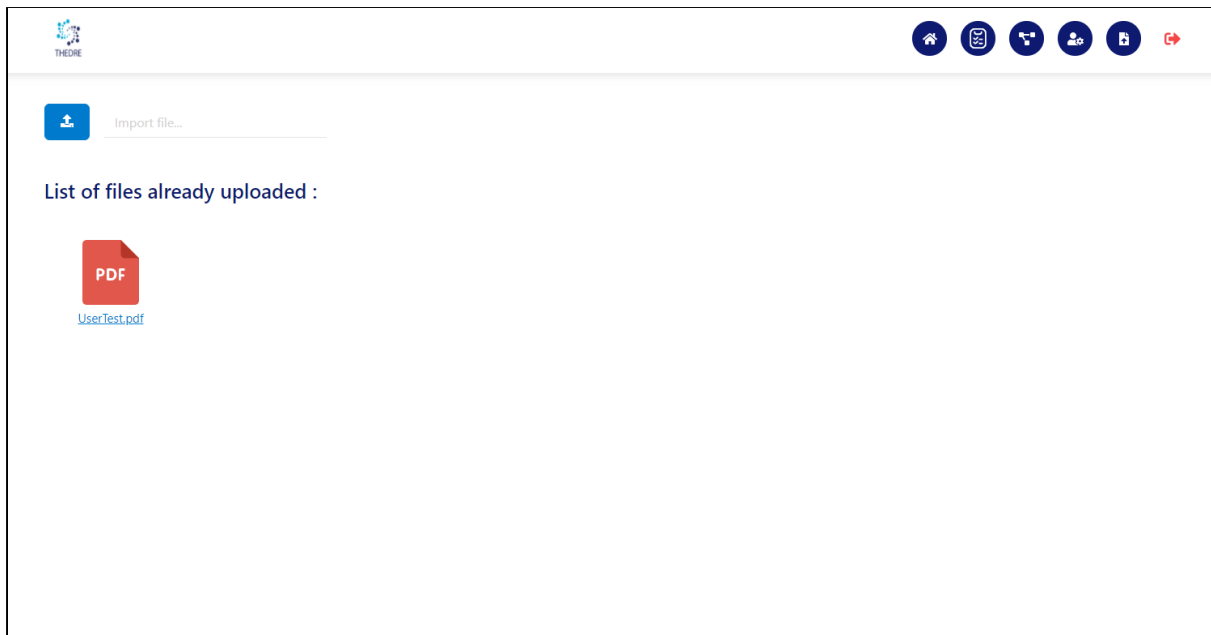 THEDRE
Import file...
List of files already uploaded :
PDF
UserTest.pdf